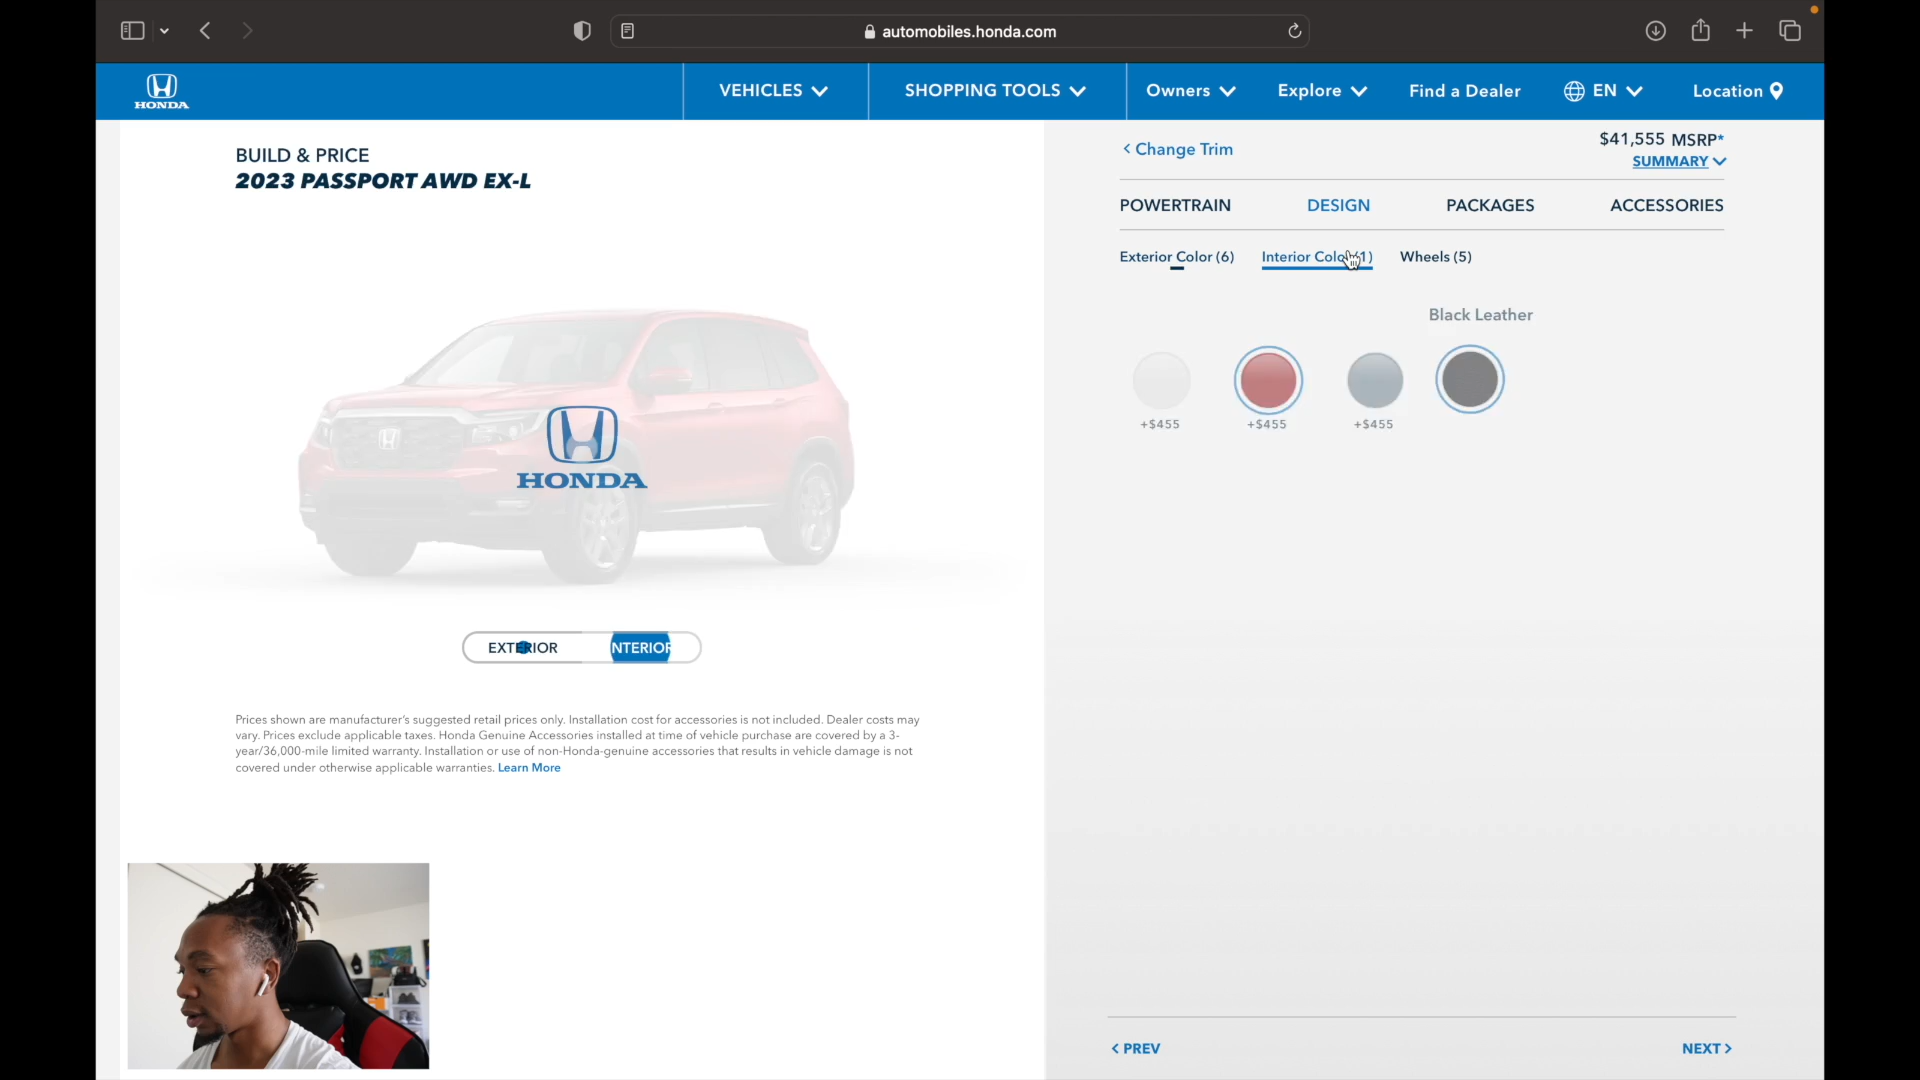 automobiles.honda.com
HONDA
VEHICLES
SHOPPING TOOLS
Owners
Explore
Find a Dealer
EN
Location
BUILD & PRICE
2023 PASSPORT AWD EX-L
HONDA
EXTERIOR
NTERIOR
Prices shown are manufacturer's suggested retail prices only. Installation cost for accessories is not included. Dealer costs may
vary. Prices exclude applicable taxes. Honda Genuine Accessories installed at time of vehicle purchase are covered by a 3-
year/36,000-mile limited warranty. Installation or use of non-Honda-genuine accessories that results in vehicle damage is not
covered under otherwise applicable warranties. Learn More
< Change Trim
$41,555 MSRP*
SUMMARY
POWERTRAIN
DESIGN
PACKAGES
ACCESSORIES
Exterior Color (6)
Interior Color (1)
Wheels (5)
Black Leather
+$455
+$455
+$455
< PREV
NEXT >